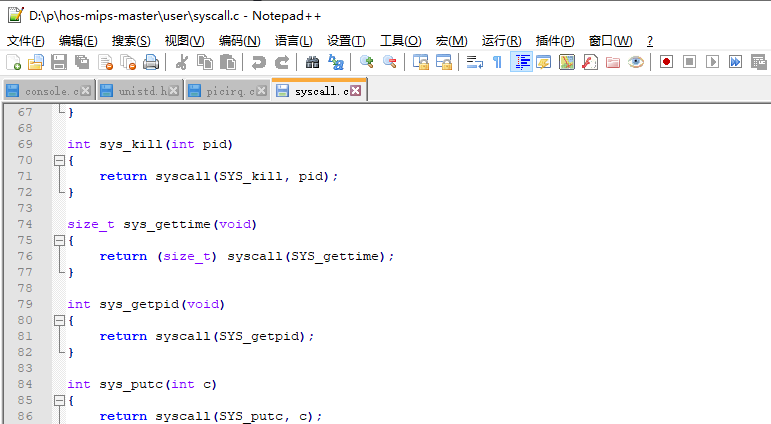 D:\p\hos-mips-master\user\syscall.c - Notepad++
文件(F) 编辑(E) 搜索(S) 视图(V) 编码(N) 语言(L) 设置(T) 工具(O) 宏(M) 运行(R) 插件(P) 窗口(W) ?
console.c unistd.h picirq.c syscall.c
67 }
68
69 int sys_kill(int pid)
70 {
71 return syscall(SYS_kill, pid);
72 }
73
74 size_t sys_gettime(void)
75 {
76 return (size_t) syscall(SYS_gettime);
77 }
78
79 int sys_getpid(void)
80 {
81 return syscall(SYS_getpid);
82 }
83
84 int sys_putc(int c)
85 {
86 return syscall(SYS_putc, c);